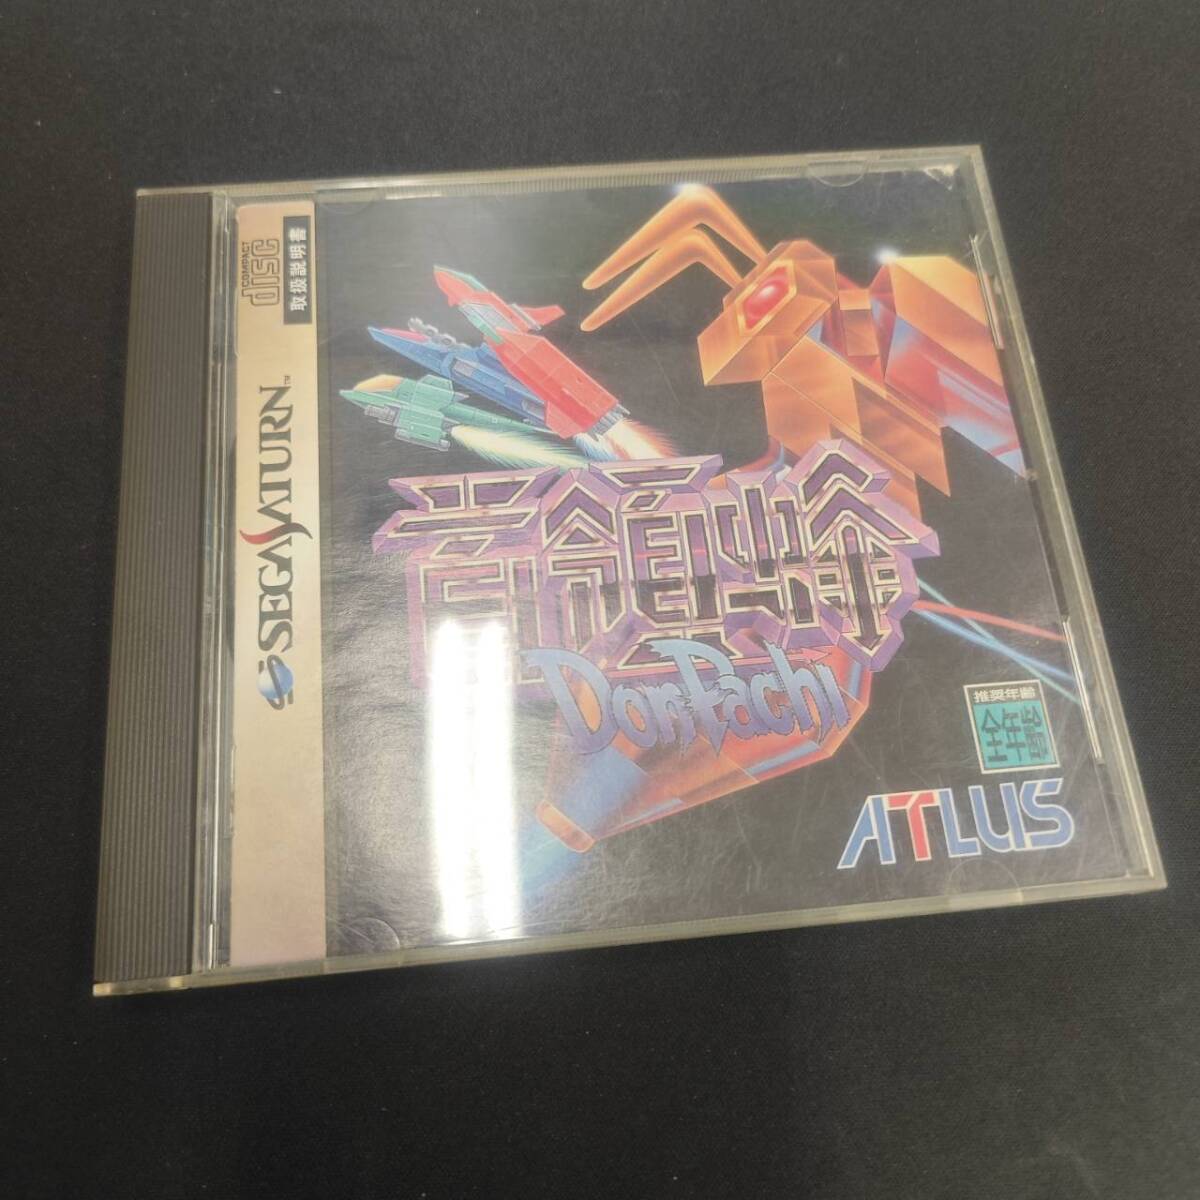 COMPACT
disc
取扱説明書
SEGA SATURN™
首領蜂
DonPachi
推奨年齢
全年齢
ATLUS